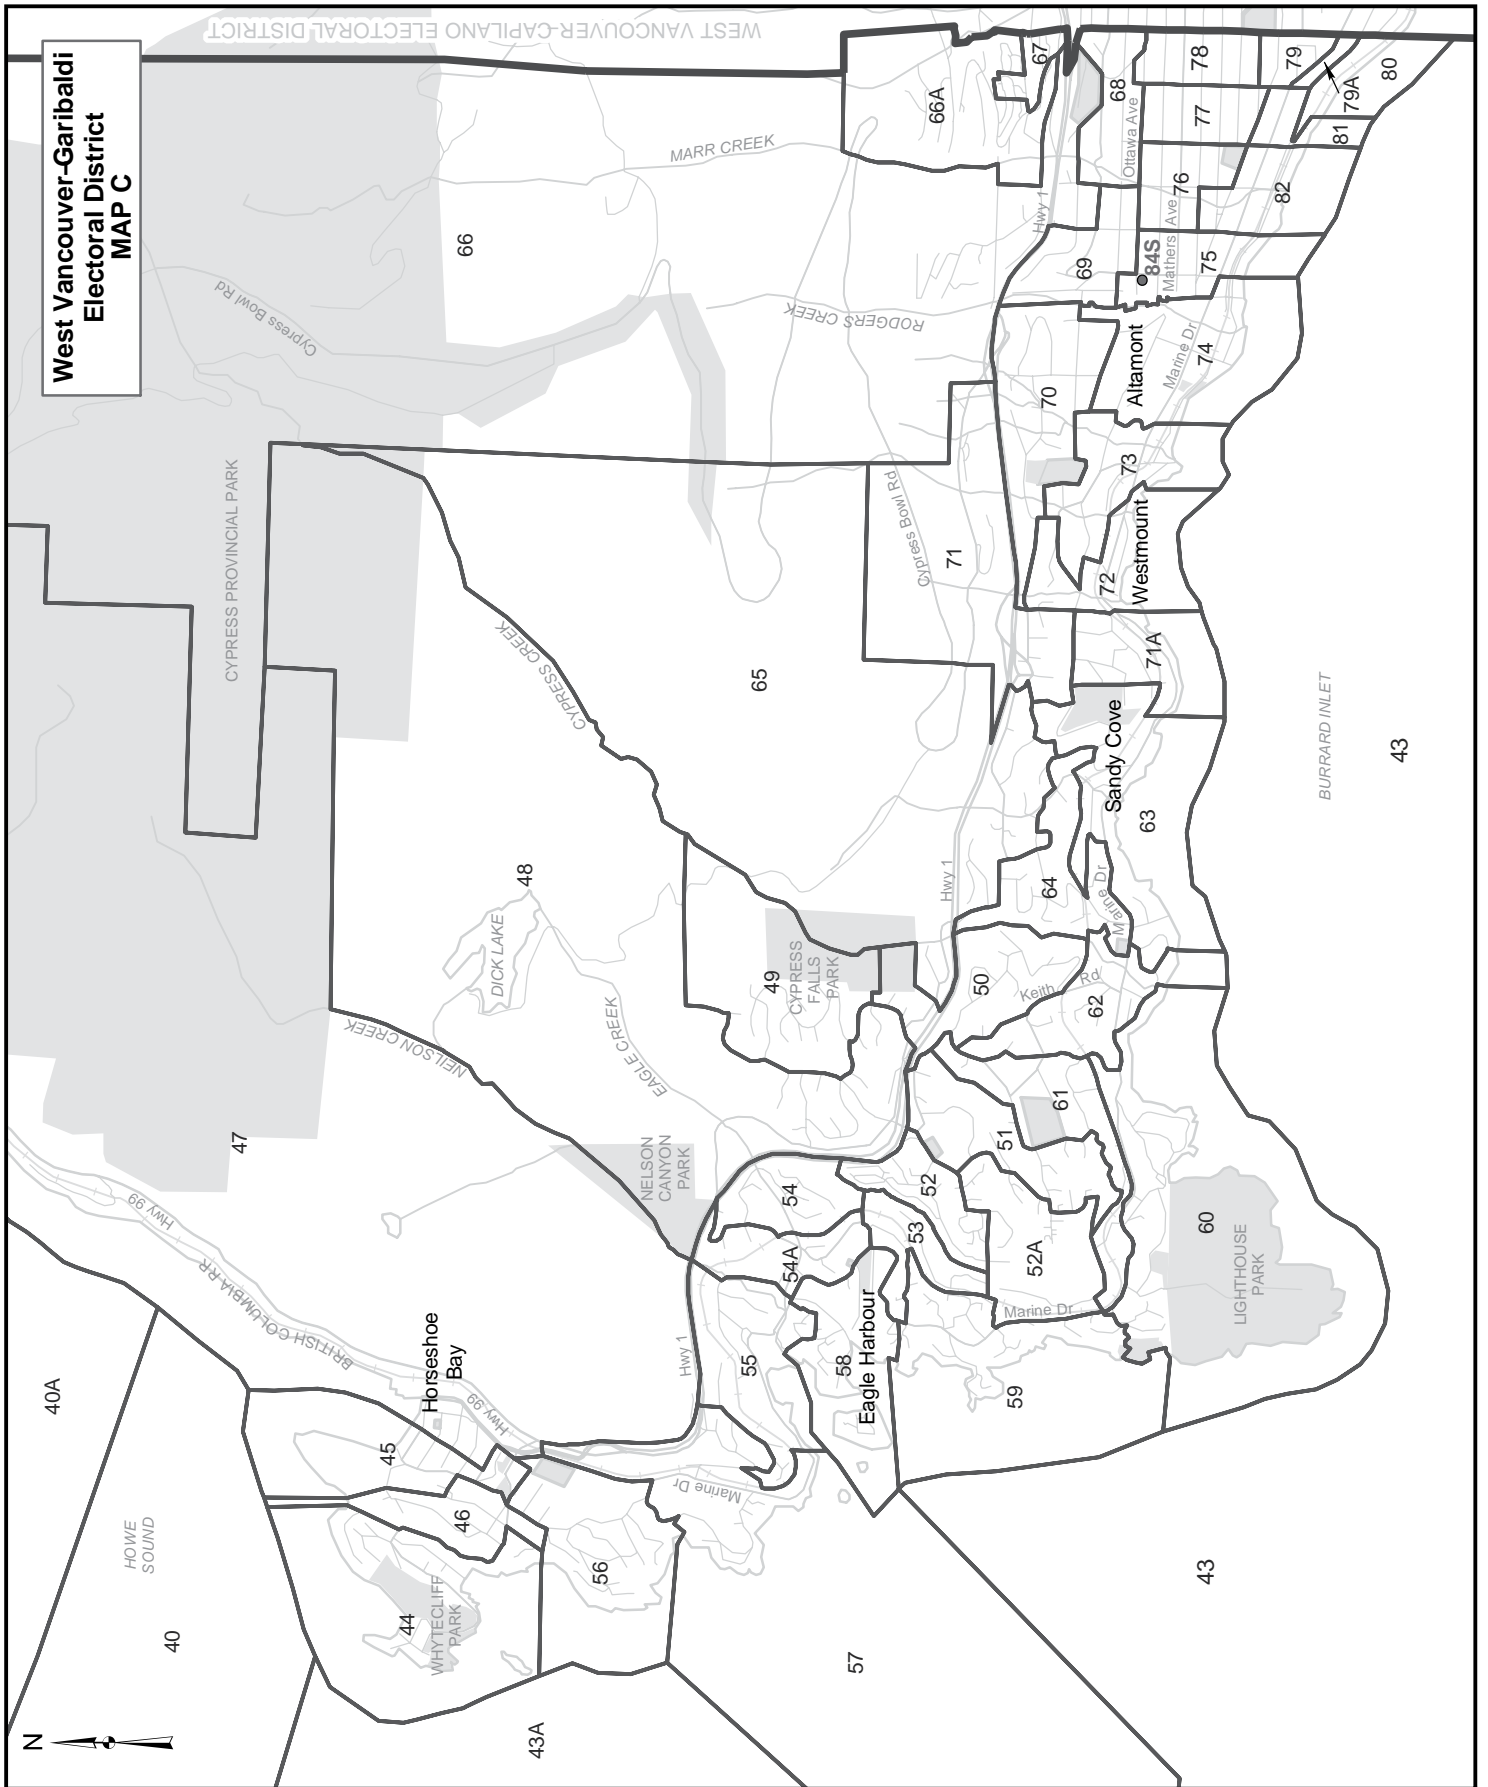 West Vancouver-Garibaldi
Electoral District
MAP C
N
WEST VANCOUVER-CAPILANO ELECTORAL DISTRICT
CYPRESS PROVINCIAL PARK
Cypress Bowl Rd
MARR CREEK
RODGERS CREEK
66
66A
67
68
Hwy 1
Ottawa Ave
Mathers Ave
84S
69
70
71
Cypress Bowl Rd
65
CYPRESS CREEK
47
48
DICK LAKE
NEILSON CREEK
EAGLE CREEK
49
CYPRESS
FALLS
PARK
NELSON
CANYON
PARK
Hwy 99
BRITISH COLUMBIA RR
40A
40
HOWE
SOUND
Horseshoe
Bay
Hwy 99
45
46
44
WHYTECLIFF
PARK
56
43A
57
Hwy 1
Marine Dr
55
54
54A
52
53
58
Eagle Harbour
52A
51
59
Marine Dr
61
60
LIGHTHOUSE
PARK
Hwy 1
50
Keith Rd
62
64
Marine Dr
63
Sandy Cove
71A
72
Westmount
73
Altamont
Marine Dr
74
75
76
77
78
79
79A
80
81
82
BURRARD INLET
43
43